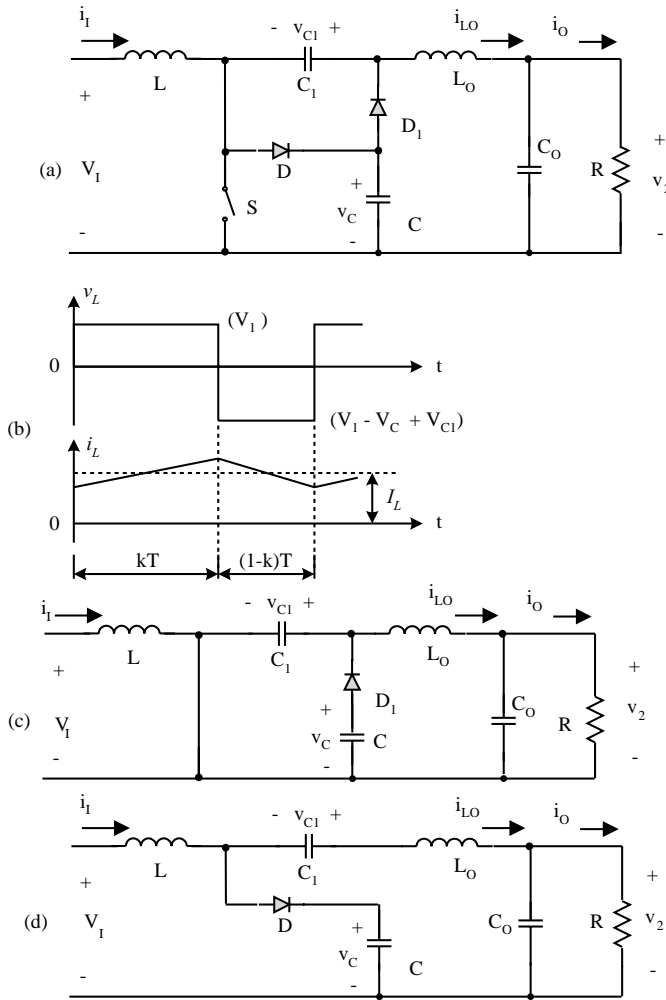 i_I - v_C1 + i_LO i_O
L C_1 L_O
+ D_1 C_O +
(a) V_I D + R v_2
S v_C C
- - -
v_L
(V_1 )
0 t
(b) (V_1 - V_C + V_C1)
i_L
I_L
0 t
kT (1-k)T
i_I - v_C1 + i_LO i_O
L C_1 L_O
+ D_1 C_O +
(c) V_I + R v_2
v_C C
- - -
i_I - v_C1 + i_LO i_O
L C_1 L_O
+ +
(d) V_I D + C_O R v_2
v_C C
- - -